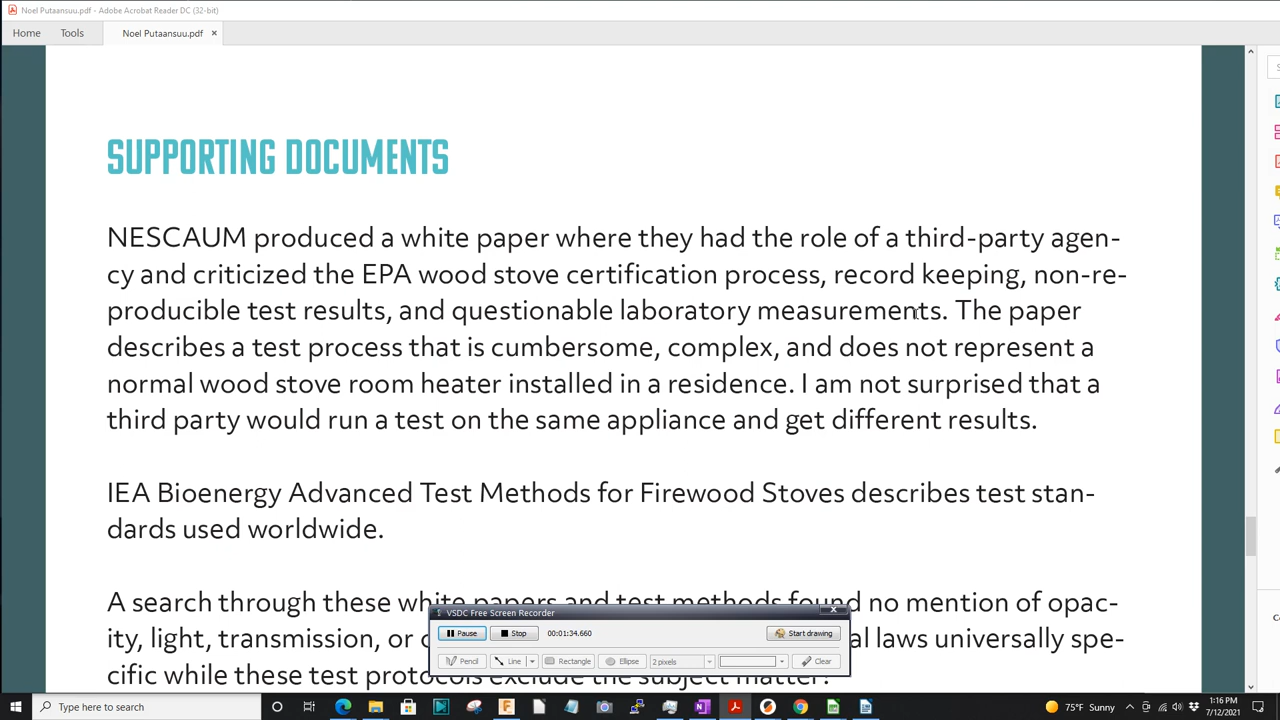 Noel Putaansuu.pdf - Adobe Acrobat Reader DC (32-bit)
Home Tools Noel Putaansuu.pdf ×
SUPPORTING DOCUMENTS
NESCAUM produced a white paper where they had the role of a third-party agen-
cy and criticized the EPA wood stove certification process, record keeping, non-re-
producible test results, and questionable laboratory measurements. The paper
describes a test process that is cumbersome, complex, and does not represent a
normal wood stove room heater installed in a residence. I am not surprised that a
third party would run a test on the same appliance and get different results.
IEA Bioenergy Advanced Test Methods for Firewood Stoves describes test stan-
dards used worldwide.
A search through these white papers and test methods found no mention of opac-
VSDC Free Screen Recorder
ity, light, transmission, or
al laws universally spe-
Pause Stop 00:01:34.660 Start drawing
Pencil Line Rectangle Ellipse 2 pixels Clear
cific while these test protocols exclude the subject matter?
Type here to search
75°F Sunny
1:16 PM
7/12/2021